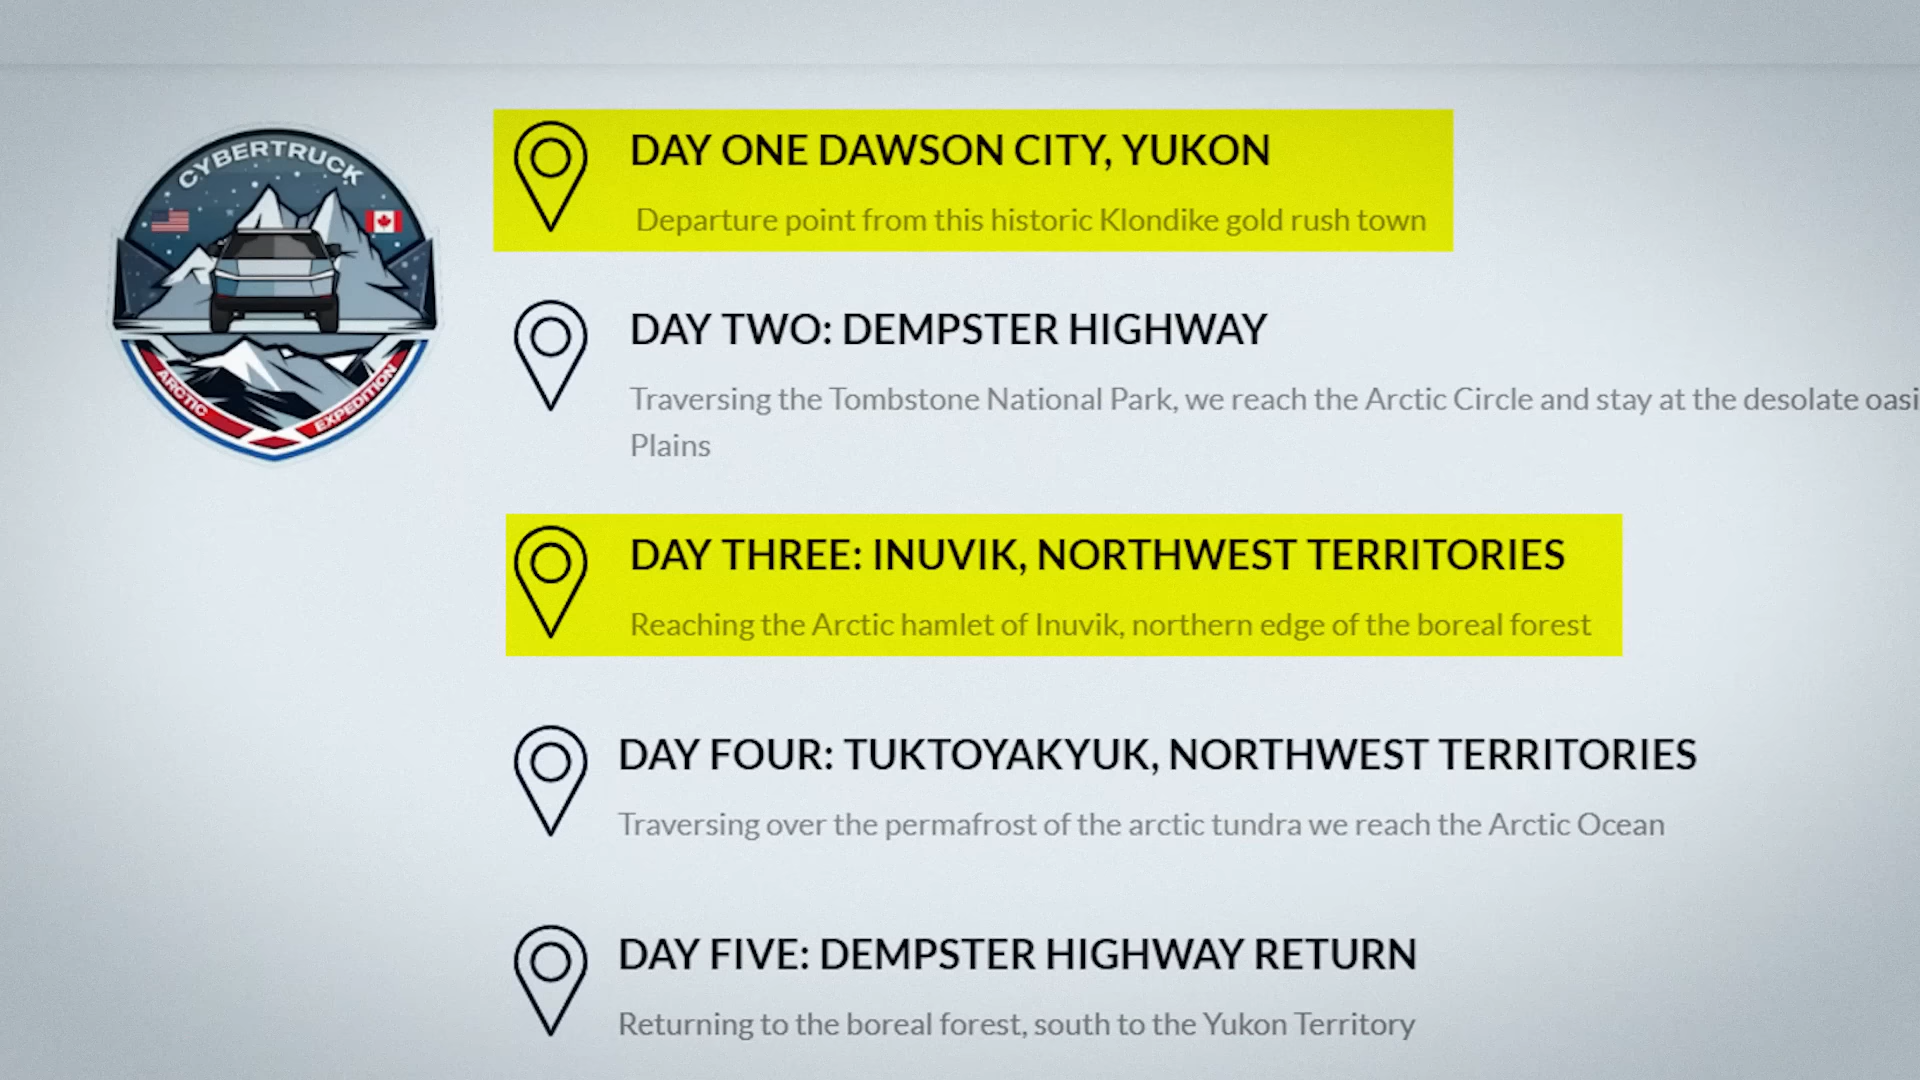 CYBERTRUCK
ARCTIC EXPEDITION
DAY ONE DAWSON CITY, YUKON
Departure point from this historic Klondike gold rush town
DAY TWO: DEMPSTER HIGHWAY
Traversing the Tombstone National Park, we reach the Arctic Circle and stay at the desolate oasi
Plains
DAY THREE: INUVIK, NORTHWEST TERRITORIES
Reaching the Arctic hamlet of Inuvik, northern edge of the boreal forest
DAY FOUR: TUKTOYAKYUK, NORTHWEST TERRITORIES
Traversing over the permafrost of the arctic tundra we reach the Arctic Ocean
DAY FIVE: DEMPSTER HIGHWAY RETURN
Returning to the boreal forest, south to the Yukon Territory